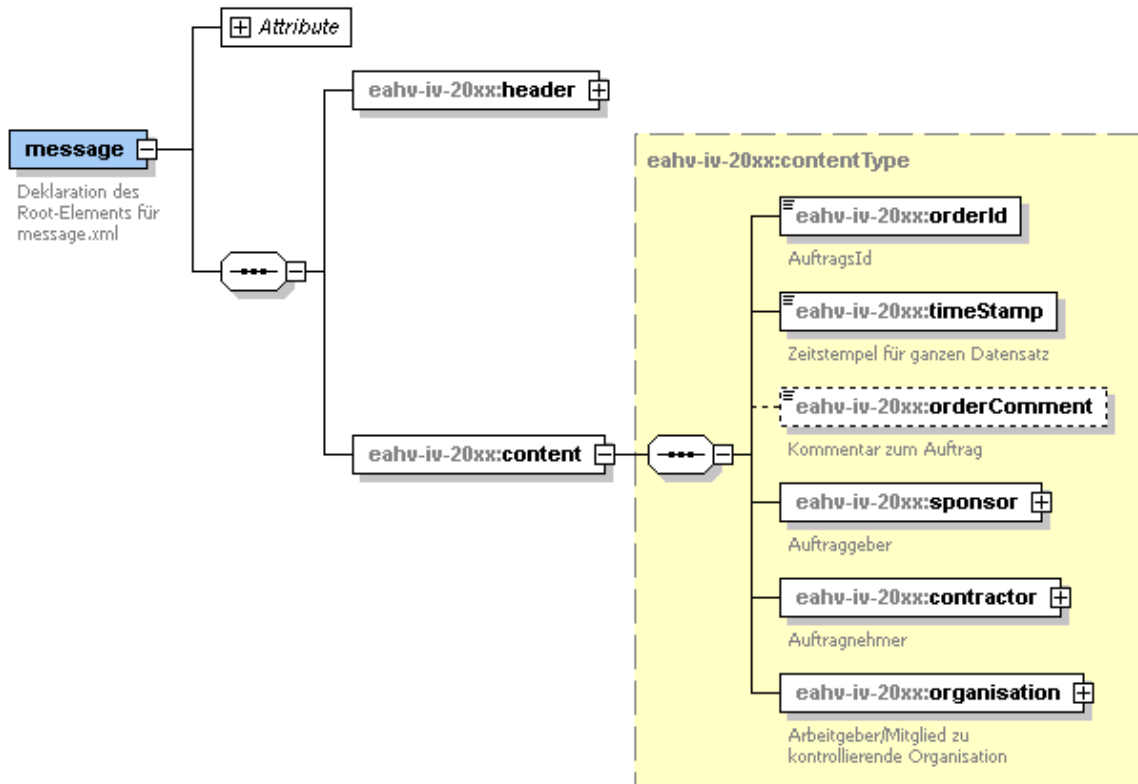 Attribute
eahv-iv-20xx:header
message
Deklaration des
Root-Elements für
message.xml
eahv-iv-20xx:contentType
eahv-iv-20xx:orderId
AuftragsId
eahv-iv-20xx:timeStamp
Zeitstempel für ganzen Datensatz
eahv-iv-20xx:orderComment
Kommentar zum Auftrag
eahv-iv-20xx:content
eahv-iv-20xx:sponsor
Auftraggeber
eahv-iv-20xx:contractor
Auftragnehmer
eahv-iv-20xx:organisation
Arbeitgeber/Mitglied zu
kontrollierende Organisation